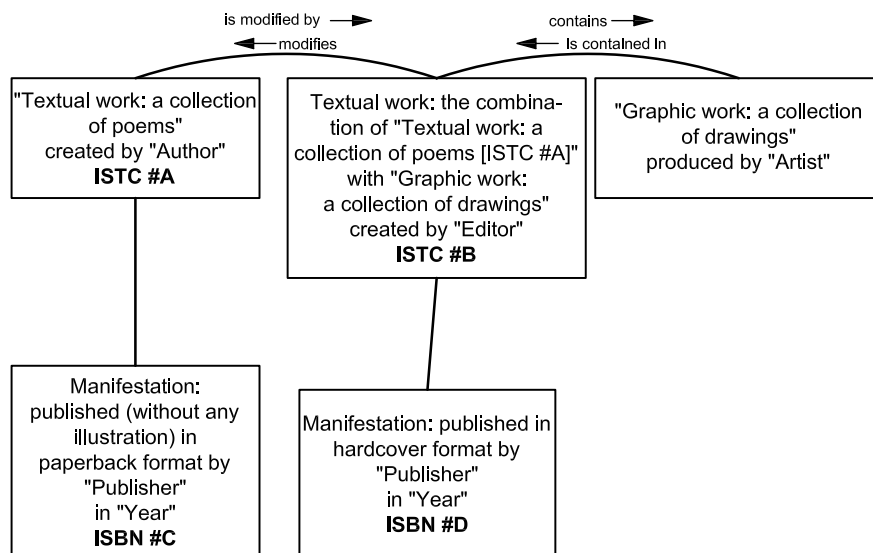 is modified by
modifies
contains
Is contained In
"Textual work: a collection
of poems"
created by "Author"
ISTC #A
Textual work: the combina-
tion of "Textual work: a
collection of poems [ISTC #A]"
with "Graphic work:
a collection of drawings"
created by "Editor"
ISTC #B
"Graphic work: a collection
of drawings"
produced by "Artist"
Manifestation:
published (without any
illustration) in
paperback format by
"Publisher"
in "Year"
ISBN #C
Manifestation: published in
hardcover format by
"Publisher"
in "Year"
ISBN #D